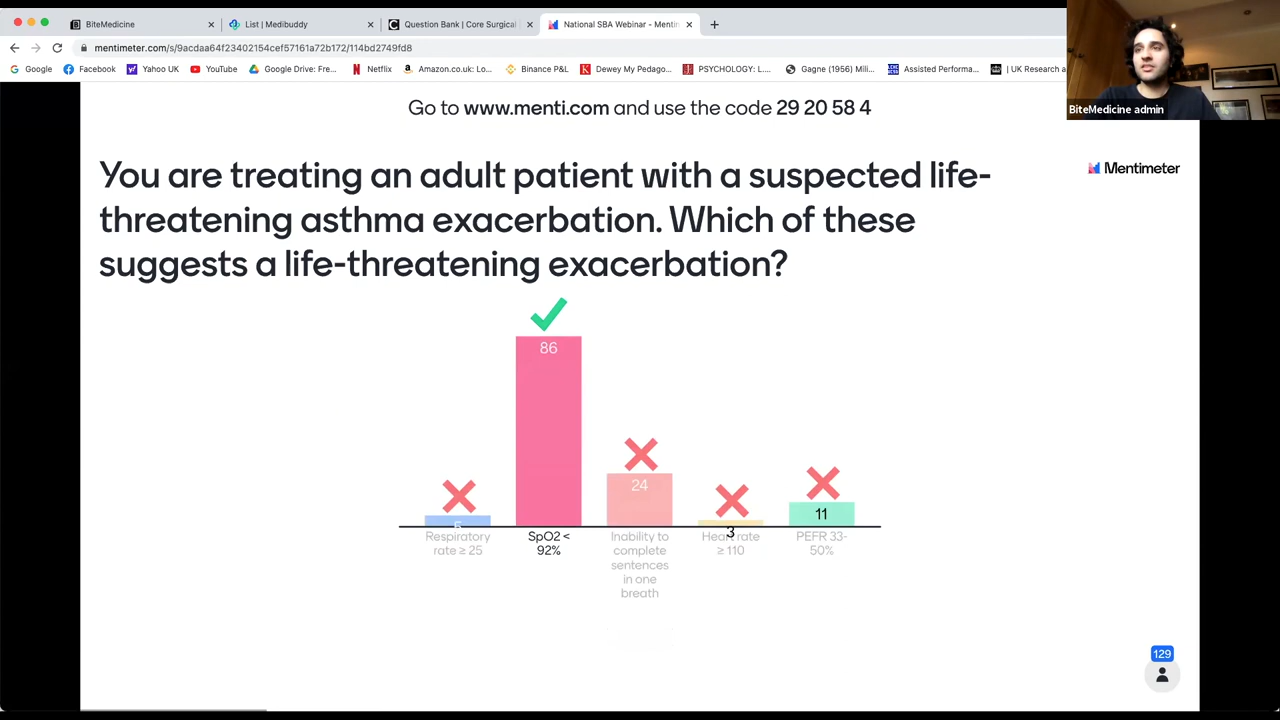 BiteMedicine
List | Medibuddy
Question Bank | Core Surgical
National SBA Webinar - Mentim
mentimeter.com/s/9acdaa64f23402154cef57161a72b172/114bd2749fd8
Google
Facebook
Yahoo UK
YouTube
Google Drive: Fre...
Netflix
Amazon.co.uk: Lo...
Binance P&L
Dewey My Pedago...
PSYCHOLOGY: L....
Gagne (1956) Mili...
Assisted Performa...
| UK Research a
BiteMedicine admin
Go to www.menti.com and use the code 29 20 58 4
Mentimeter
You are treating an adult patient with a suspected life-
threatening asthma exacerbation. Which of these
suggests a life-threatening exacerbation?
5
86
24
3
11
Respiratory
rate ≥ 25
SpO2 <
92%
Inability to
complete
sentences
in one
breath
Heart rate
≥ 110
PEFR 33-
50%
129